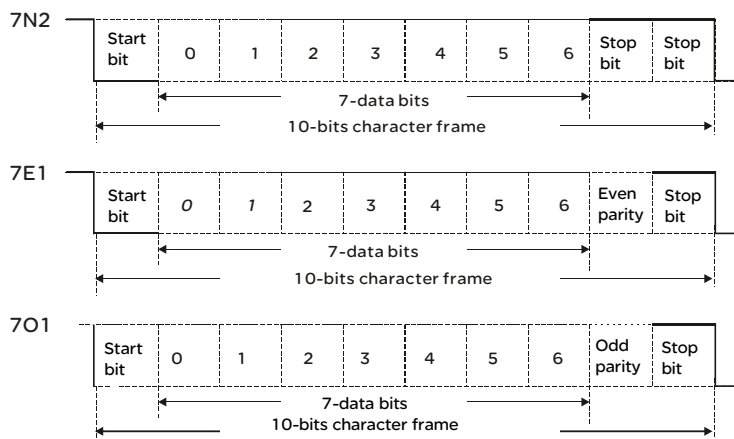 7N2
Start bit 0 1 2 3 4 5 6 Stop bit Stop bit
7-data bits
10-bits character frame
7E1
Start bit 0 1 2 3 4 5 6 Even parity Stop bit
7-data bits
10-bits character frame
7O1
Start bit 0 1 2 3 4 5 6 Odd parity Stop bit
7-data bits
10-bits character frame